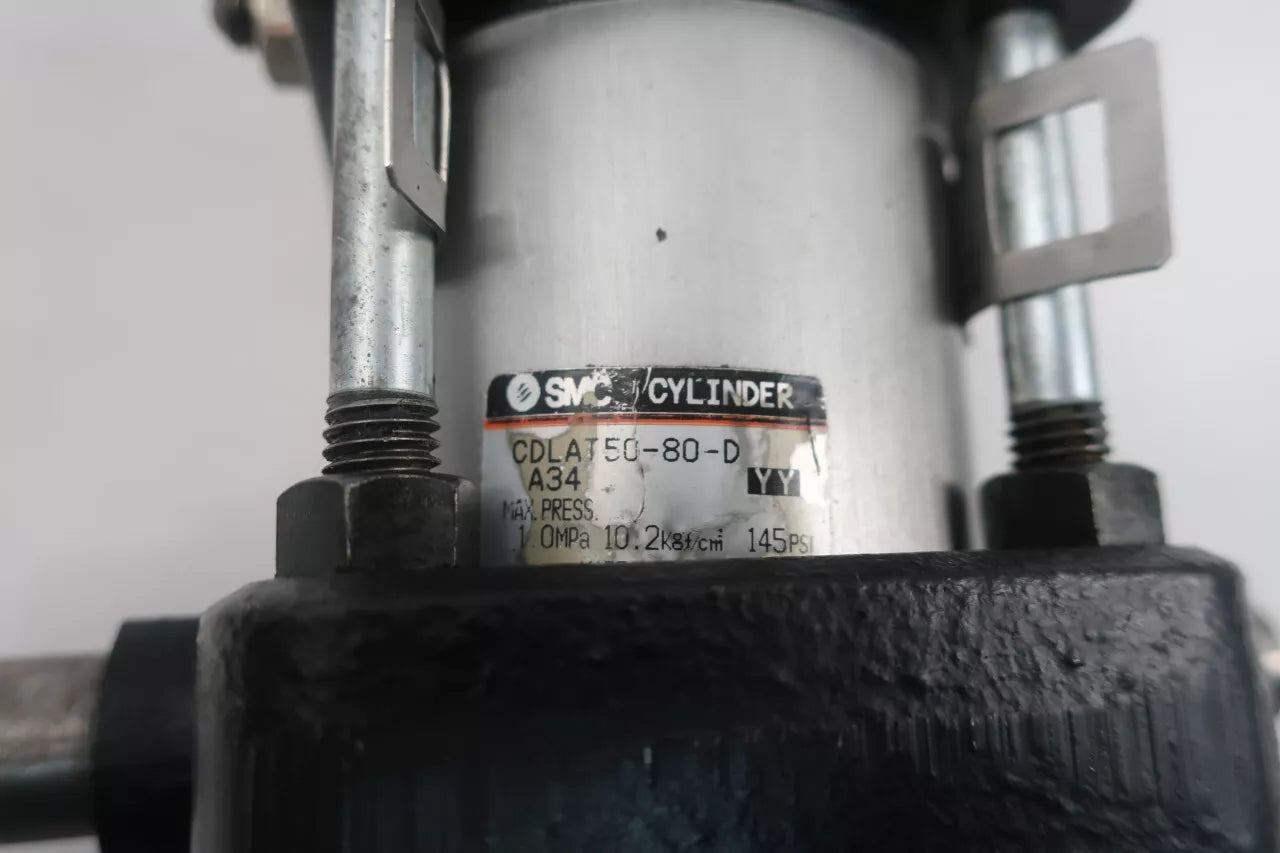 SMC CYLINDER
CDLAT50-80-D
A34 YY
MAX.PRESS.
1.0MPa 10.2kgf/cm² 145PSI